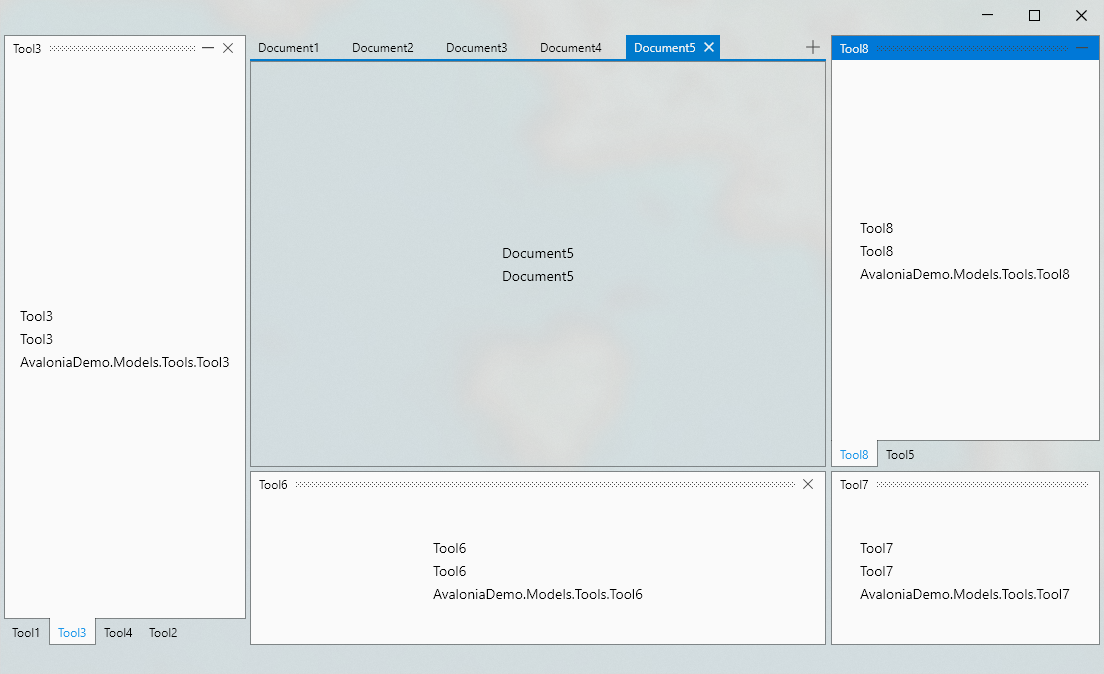 Tool3
Tool3
Tool3
AvaloniaDemo.Models.Tools.Tool3
Tool1 Tool3 Tool4 Tool2
Document1 Document2 Document3 Document4 Document5
Document5
Document5
Tool6
Tool6
Tool6
AvaloniaDemo.Models.Tools.Tool6
Tool8
Tool8
Tool8
AvaloniaDemo.Models.Tools.Tool8
Tool8 Tool5
Tool7
Tool7
Tool7
AvaloniaDemo.Models.Tools.Tool7